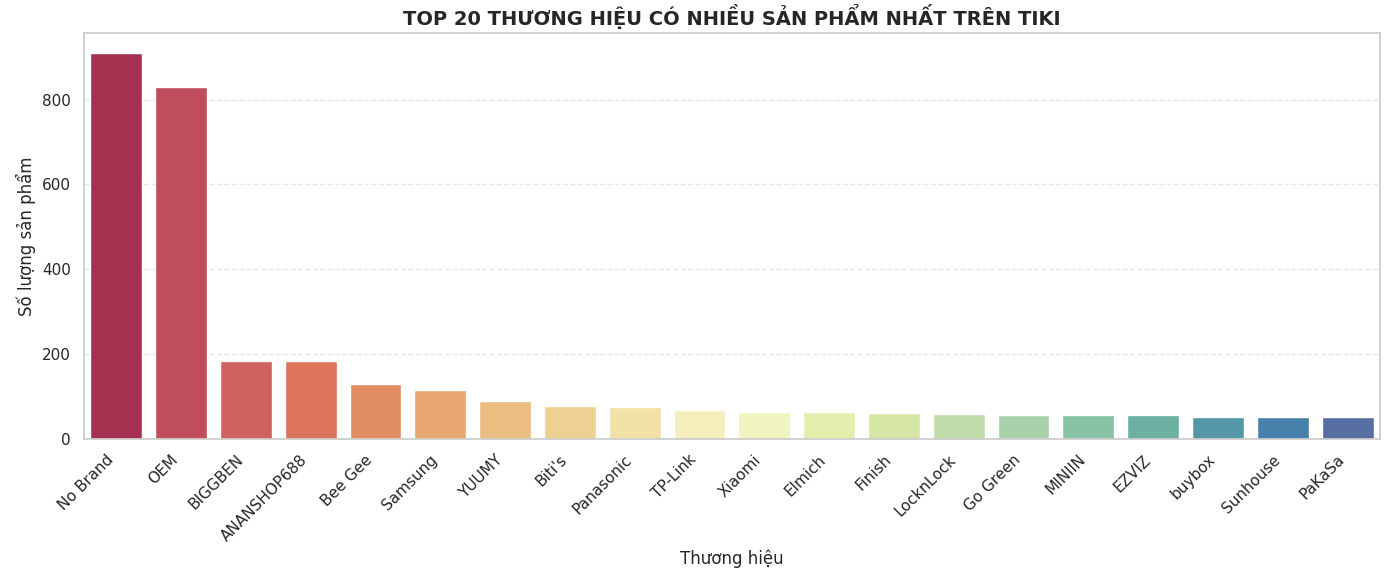 TOP 20 THƯƠNG HIỆU CÓ NHIỀU SẢN PHẨM NHẤT TRÊN TIKI
Số lượng sản phẩm
800
600
400
200
0
No Brand
OEM
BIGGBEN
ANANSHOP688
Bee Gee
Samsung
YUUMY
Biti's
Panasonic
TP-Link
Xiaomi
Elmich
Finish
LocknLock
Go Green
MINIIN
EZVIZ
buybox
Sunhouse
PaKaSa
Thương hiệu